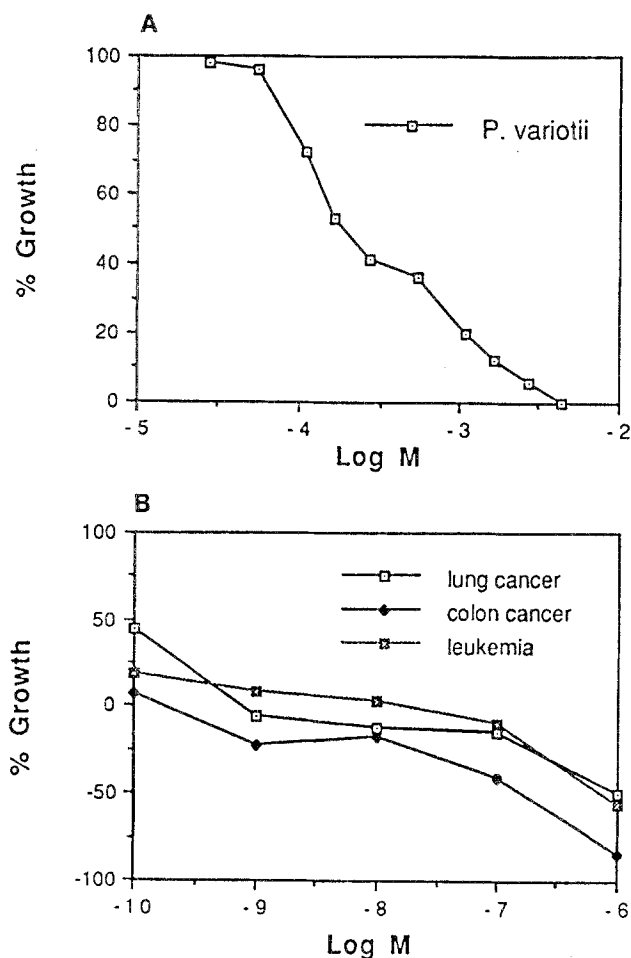 A
100
80
60
40
20
0
% Growth
P. variotii
-5 -4 -3 -2
Log M
B
100
50
0
-50
-100
% Growth
lung cancer
colon cancer
leukemia
-10 -9 -8 -7 -6
Log M